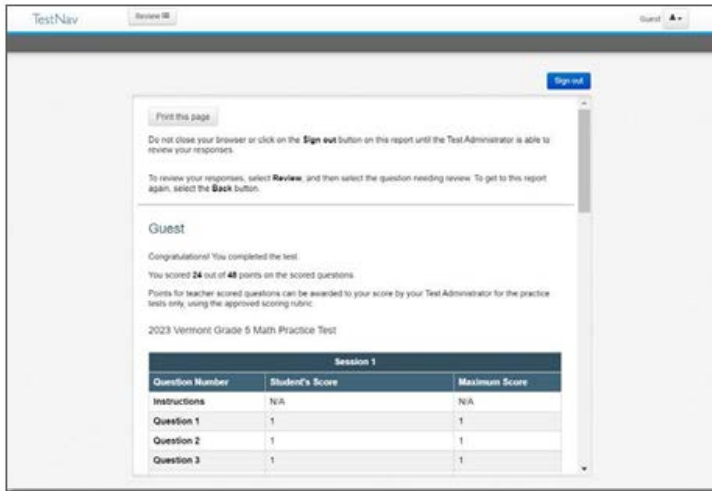 TestNav
Review
Guest
Sign out
Print this page
Do not close your browser or click on the Sign out button on this report until the Test Administrator is able to
review your responses.
To review your responses, select Review, and then select the question needing review. To get to this report
again, select the Back button.
Guest
Congratulations! You completed the test.
You scored 24 out of 48 points on the scored questions.
Points for teacher scored questions can be awarded to your score by your Test Administrator for the practice
tests only, using the approved scoring rubric.
2023 Vermont Grade 5 Math Practice Test
Session 1
Question Number Student's Score Maximum Score
Instructions N/A N/A
Question 1 1 1
Question 2 1 1
Question 3 1 1